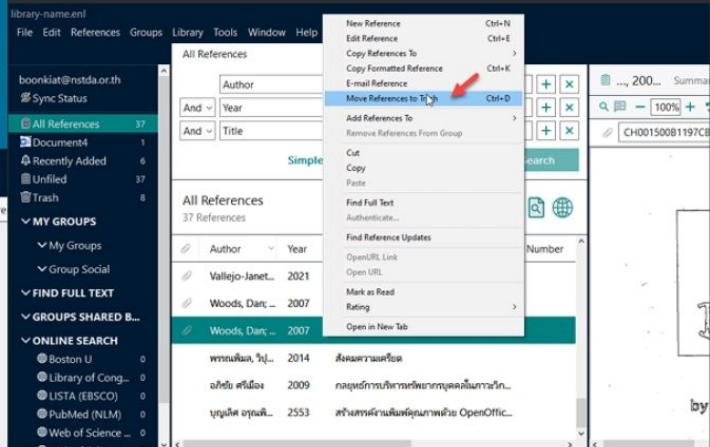 library-name.enl
File Edit References Groups Library Tools Window Help
boonkiat@nstda.or.th
Sync Status
All References 37
Document4 1
Recently Added 6
Unfiled 37
Trash 8
MY GROUPS
My Groups
Group Social
FIND FULL TEXT
GROUPS SHARED B...
ONLINE SEARCH
Boston U 0
Library of Cong... 0
LISTA (EBSCO) 0
PubMed (NLM) 0
Web of Science ... 0
All References
Author
And Year
And Title
Simple
earch
All References
37 References
Author Year Number
Vallejo-Janet... 2021
Woods, Dan; ... 2007
Woods, Dan; ... 2007
พรรณพิมล, วิปุ... 2014 สังคมความเครียด
อภิชัย ศรีเมือง 2009 กลยุทธ์การบริหารทรัพยากรบุคคลในภาวะวิก...
บุญเลิศ อรุณพิ... 2553 สร้างสรรค์งานพิมพ์คุณภาพด้วย OpenOffic...
New Reference Ctrl+N
Edit Reference Ctrl+E
Copy References To
Copy Formatted Reference Ctrl+K
E-mail Reference
Move References to Trash Ctrl+D
Add References To
Remove References From Group
Cut
Copy
Paste
Find Full Text
Authenticate...
Find Reference Updates
OpenURL Link
Open URL
Mark as Read
Rating
Open in New Tab
..., 200... Summa
100%
CH001500B1197CB
by